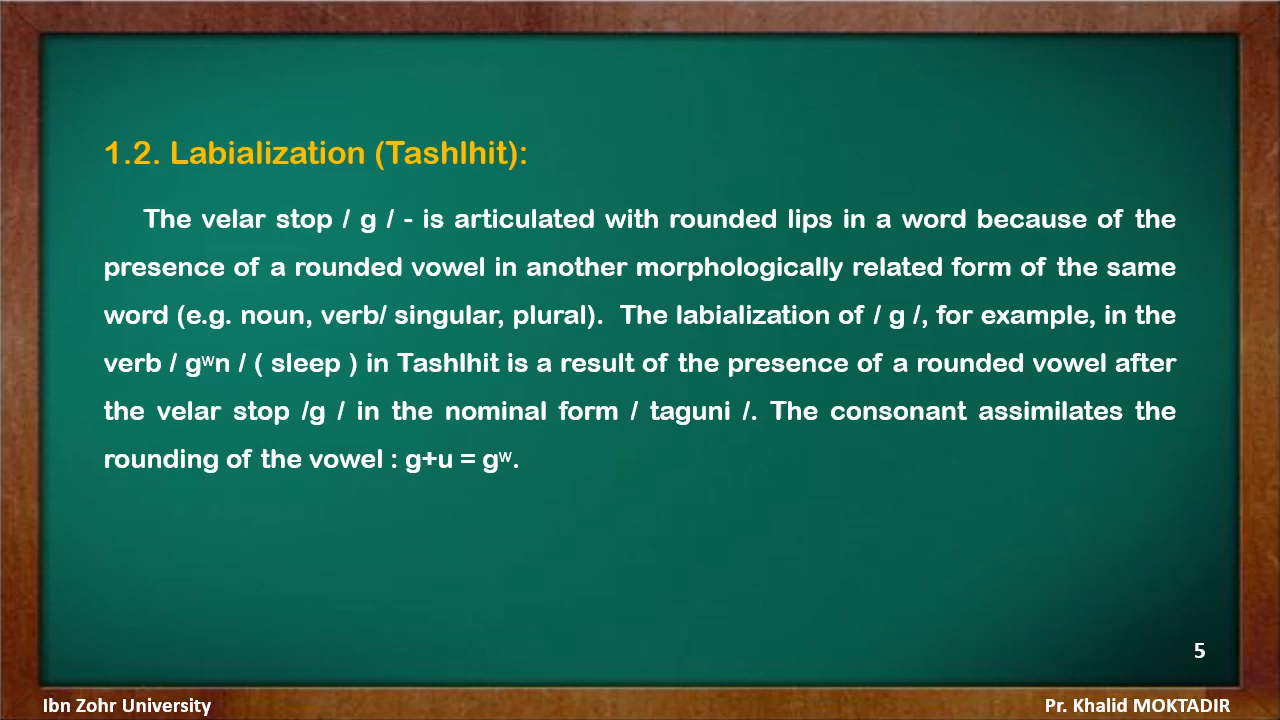 1.2. Labialization (Tashlhit):
The velar stop / g / - is articulated with rounded lips in a word because of the
presence of a rounded vowel in another morphologically related form of the same
word (e.g. noun, verb/ singular, plural).  The labialization of / g /, for example, in the
verb / gʷn / ( sleep ) in Tashlhit is a result of the presence of a rounded vowel after
the velar stop /g / in the nominal form / taguni /. The consonant assimilates the
rounding of the vowel : g+u = gʷ.
5
Ibn Zohr University
Pr. Khalid MOKTADIR